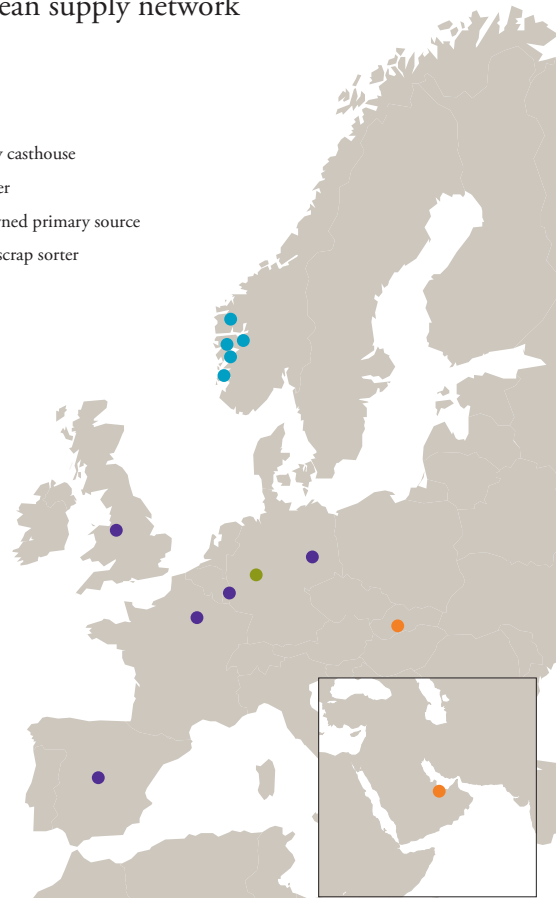 ean supply network
casthouse
er
ned primary source
scrap sorter